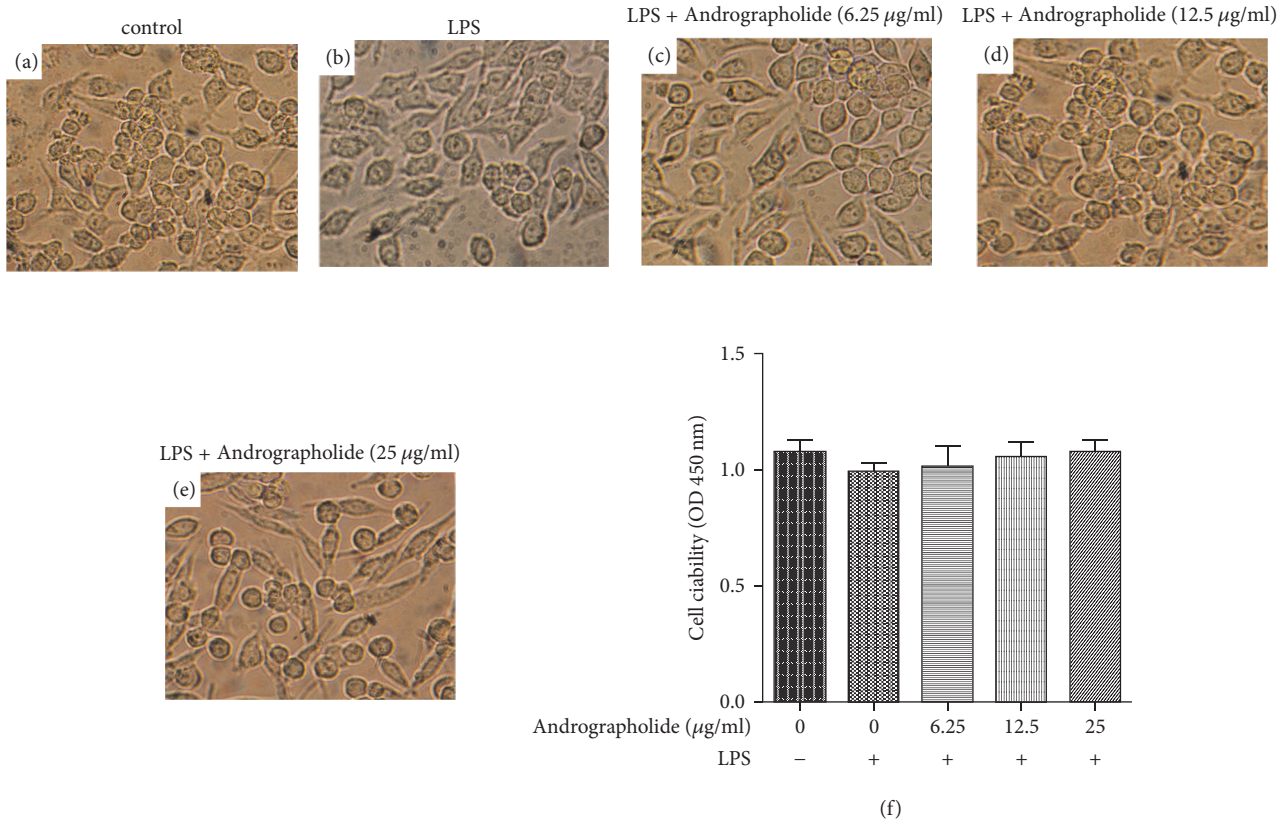 control
LPS
LPS + Andrographolide (6.25 μg/ml)
LPS + Andrographolide (12.5 μg/ml)
(a)
(b)
(c)
(d)
LPS + Andrographolide (25 μg/ml)
(e)
Cell ciability (OD 450 nm)
1.5
1.0
0.5
0.0
Andrographolide (μg/ml) 0 0 6.25 12.5 25
LPS − + + + +
(f)